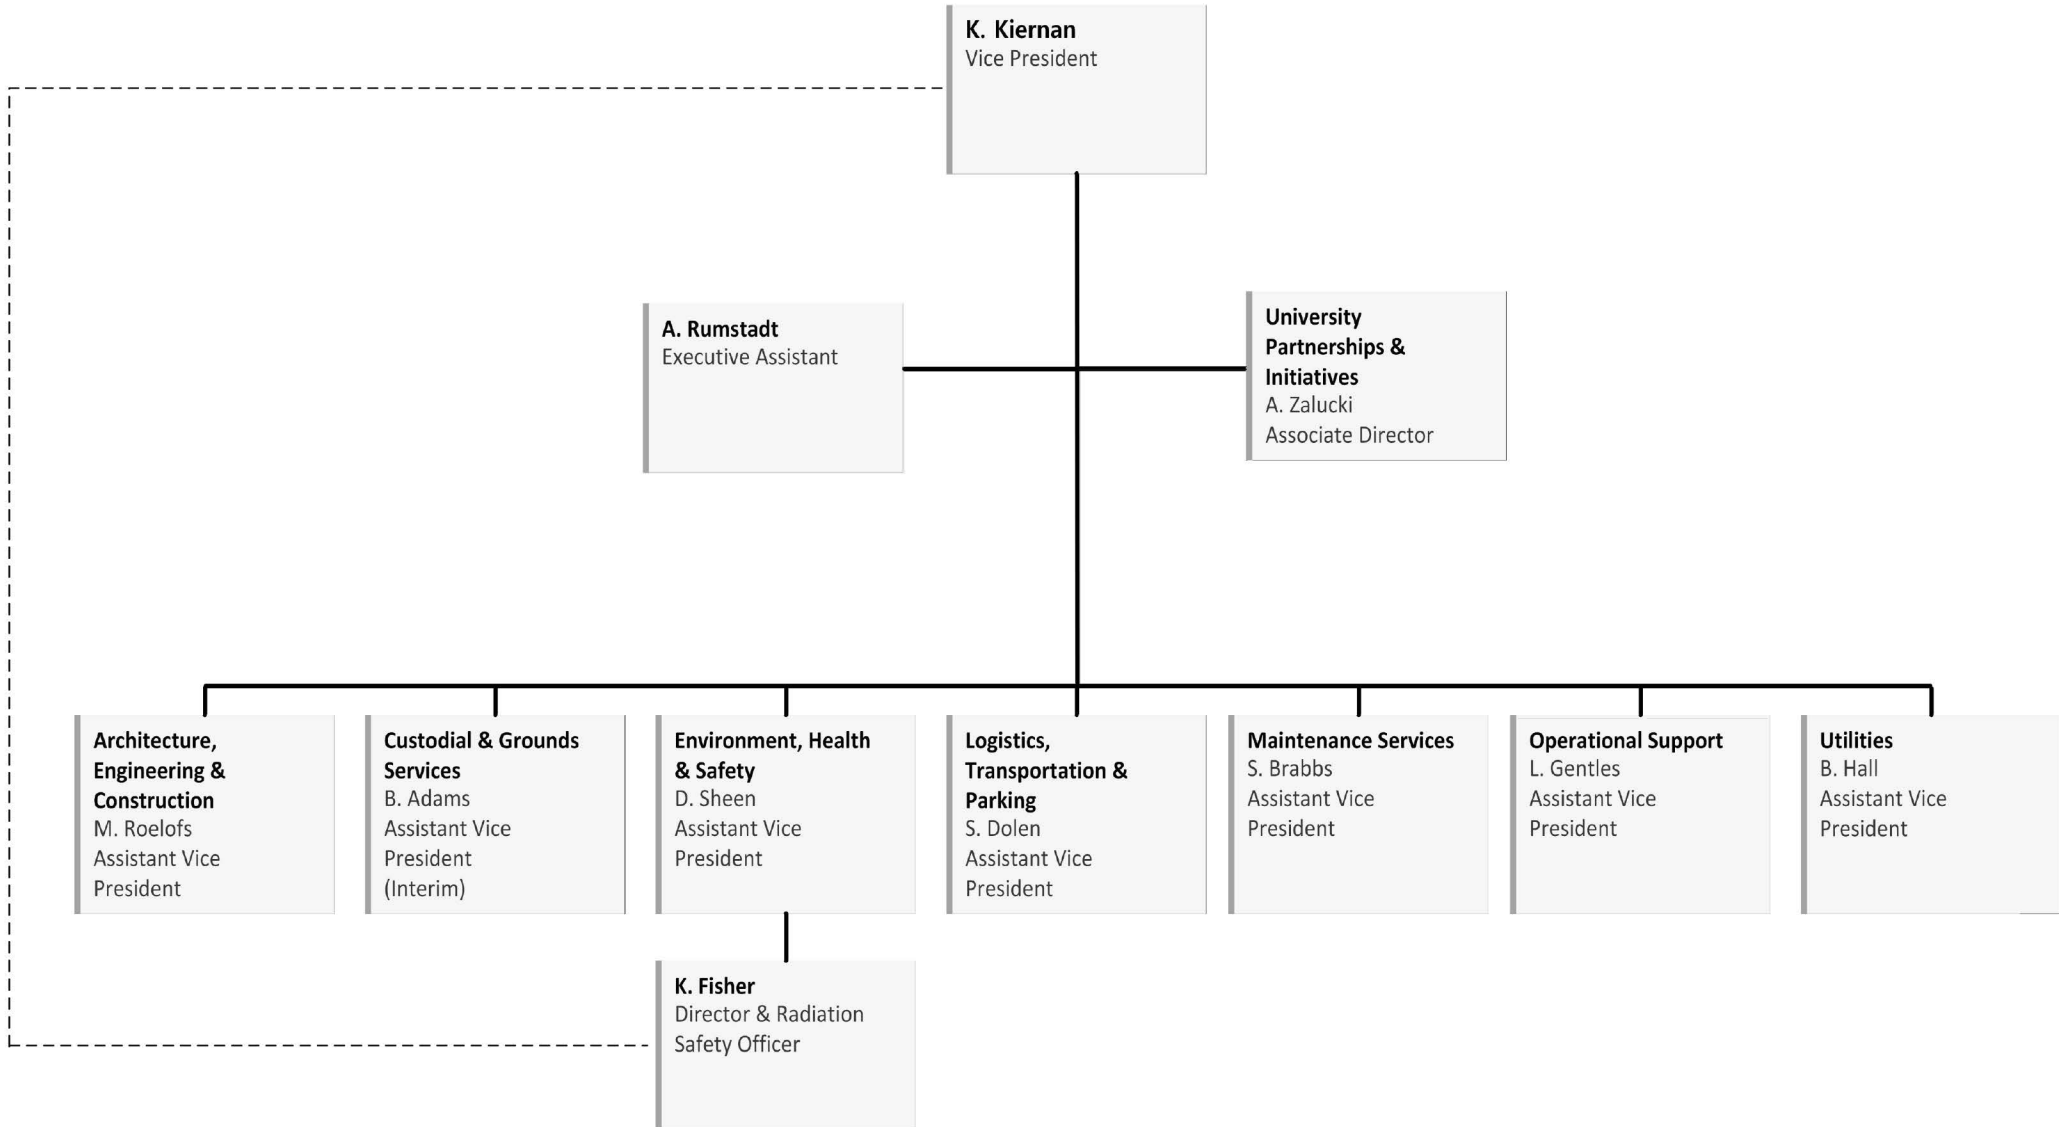 K. Kiernan
Vice President
A. Rumstadt
Executive Assistant
University
Partnerships &
Initiatives
A. Zalucki
Associate Director
Architecture,
Engineering &
Construction
M. Roelofs
Assistant Vice
President
Custodial & Grounds
Services
B. Adams
Assistant Vice
President
(Interim)
Environment, Health
& Safety
D. Sheen
Assistant Vice
President
Logistics,
Transportation &
Parking
S. Dolen
Assistant Vice
President
Maintenance Services
S. Brabbs
Assistant Vice
President
Operational Support
L. Gentles
Assistant Vice
President
Utilities
B. Hall
Assistant Vice
President
K. Fisher
Director & Radiation
Safety Officer